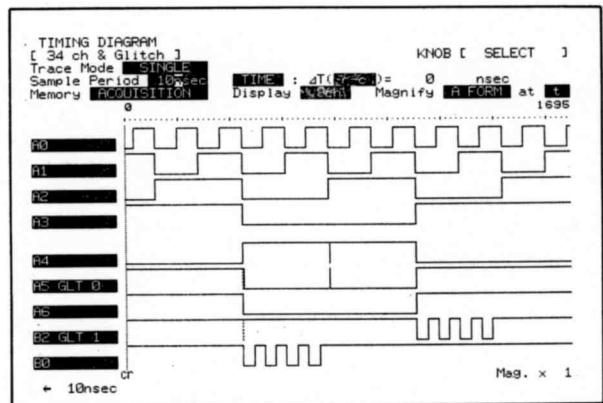 TIMING DIAGRAM
[ 34 ch & Glitch ] KNOB [ SELECT ]
Trace Mode SINGLE
Sample Period 10nsec TIME : ⊿T( )= 0 nsec
Memory ACQUISITION Display Magnify A FORM at t
0 1695
A0
A1
A2
A3
A4
A5 GLT 0
A6
B2 GLT 1
B0
cr
← 10nsec Mag. × 1